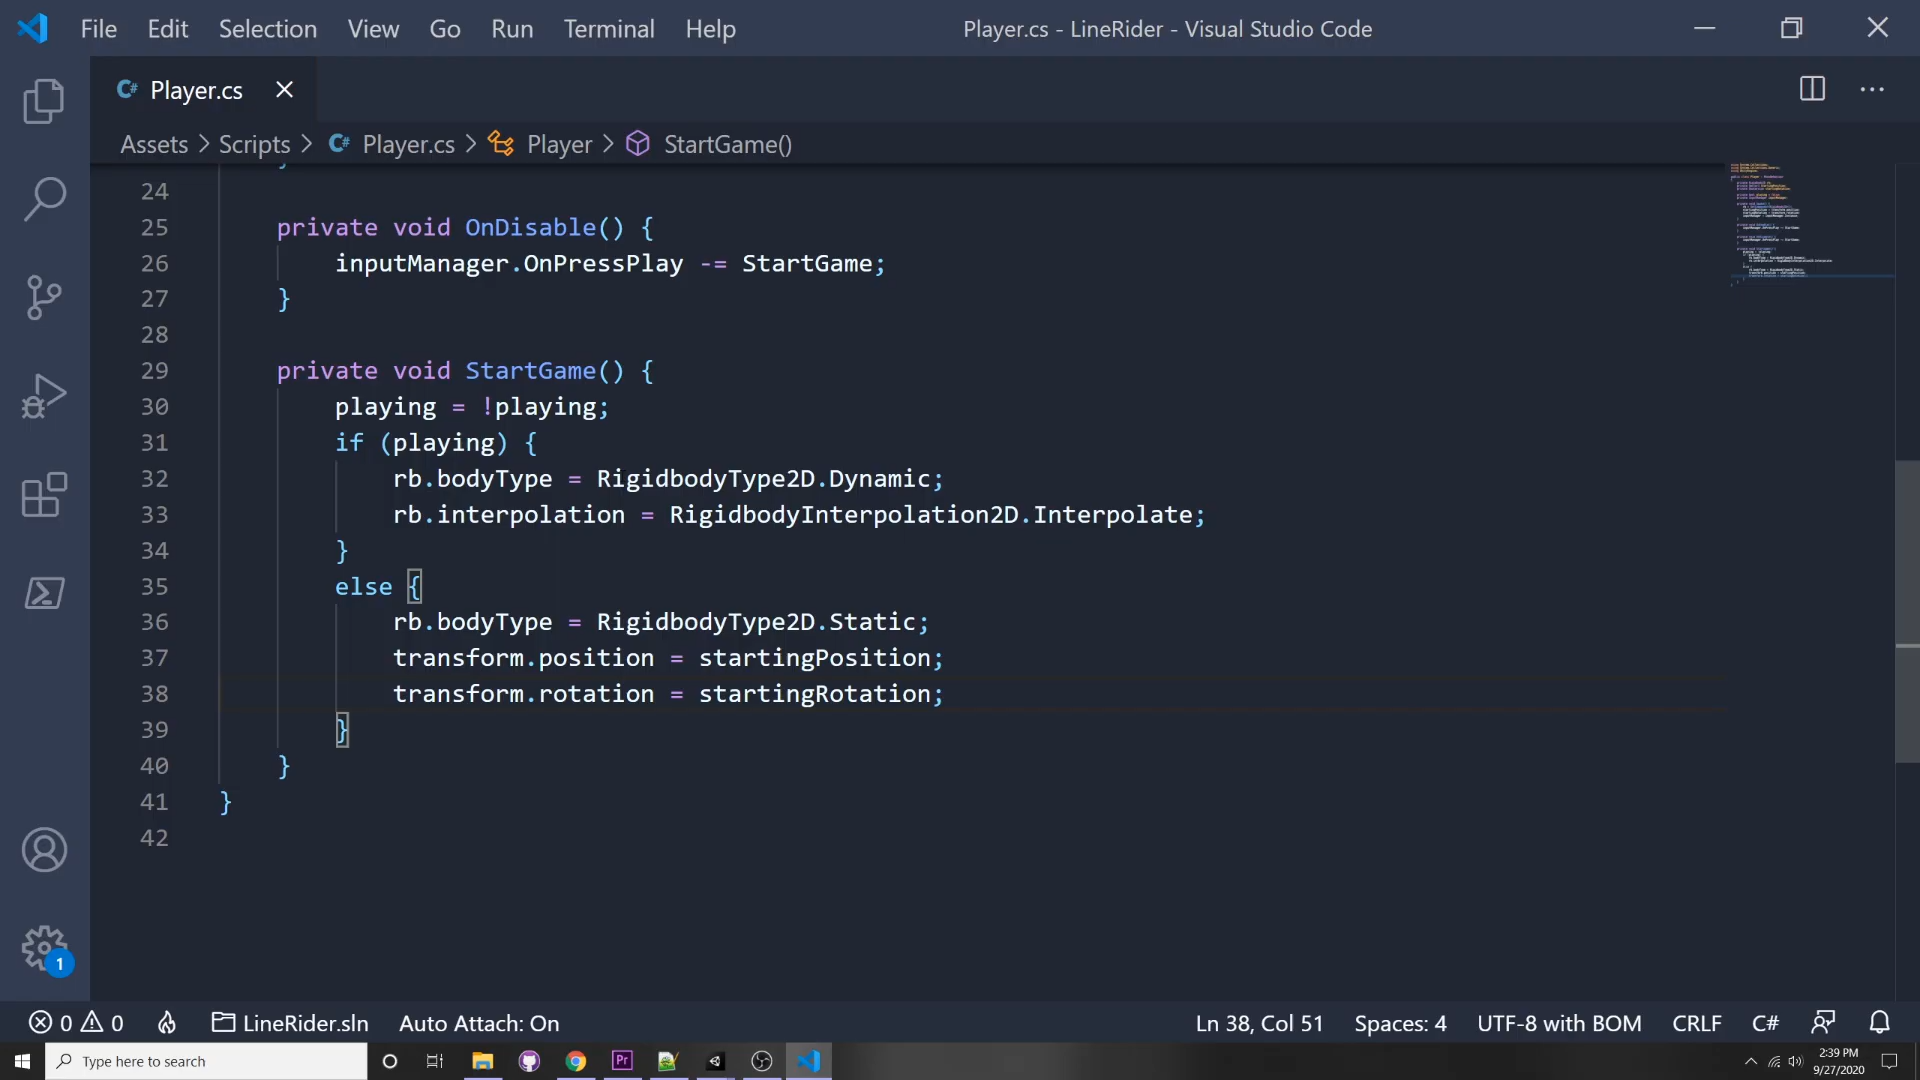 File Edit Selection View Go Run Terminal Help Player.cs - LineRider - Visual Studio Code
C# Player.cs
Assets > Scripts > C# Player.cs > Player > StartGame()
24
25 private void OnDisable() {
26 inputManager.OnPressPlay -= StartGame;
27 }
28
29 private void StartGame() {
30 playing = !playing;
31 if (playing) {
32 rb.bodyType = RigidbodyType2D.Dynamic;
33 rb.interpolation = RigidbodyInterpolation2D.Interpolate;
34 }
35 else {
36 rb.bodyType = RigidbodyType2D.Static;
37 transform.position = startingPosition;
38 transform.rotation = startingRotation;
39 }
40 }
41 }
42
1
0 0 LineRider.sln Auto Attach: On Ln 38, Col 51 Spaces: 4 UTF-8 with BOM CRLF C#
Type here to search Pr 2:39 PM
9/27/2020